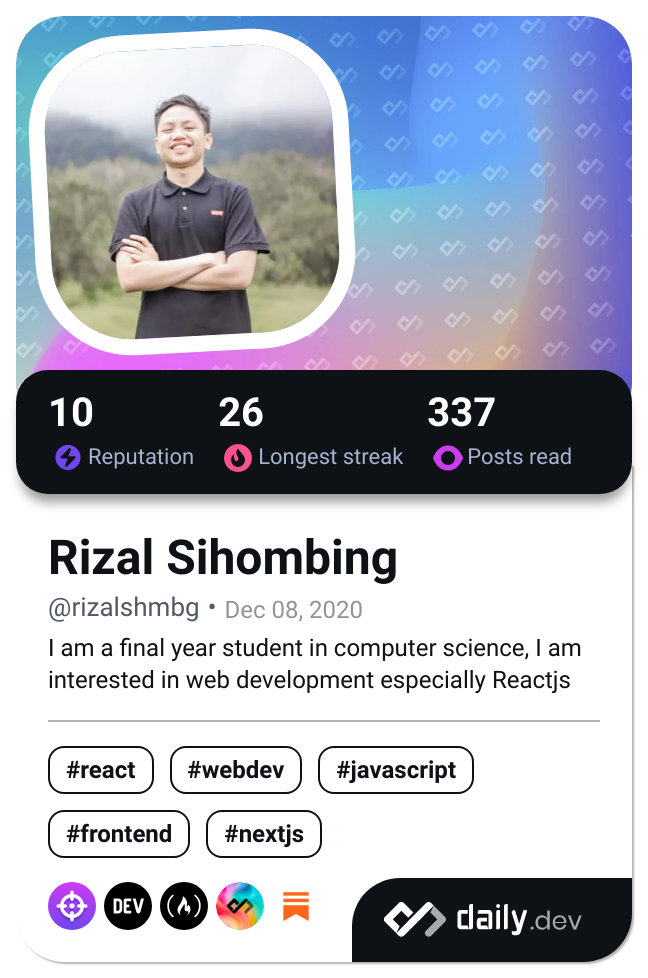 10 26 337
Reputation Longest streak Posts read
Rizal Sihombing
@rizalshmbg • Dec 08, 2020
I am a final year student in computer science, I am
interested in web development especially Reactjs
#react #webdev #javascript
#frontend #nextjs
DEV
daily.dev